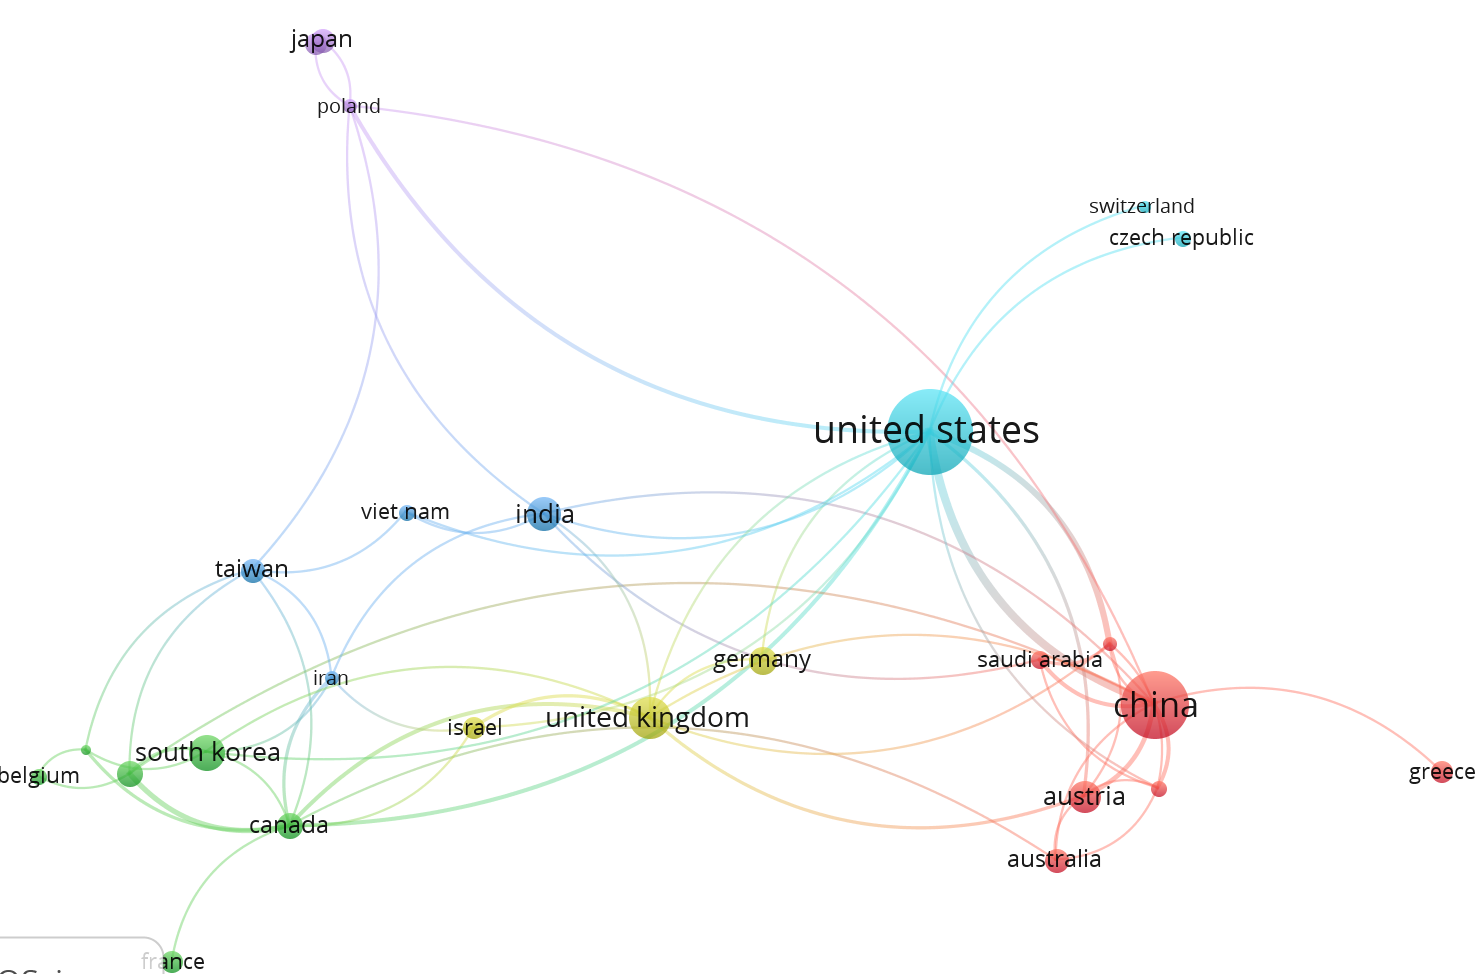 japan
poland
switzerland
czech republic
united states
viet nam
india
taiwan
germany
saudi arabia
iran
china
united kingdom
israel
south korea
belgium
greece
austria
canada
australia
france